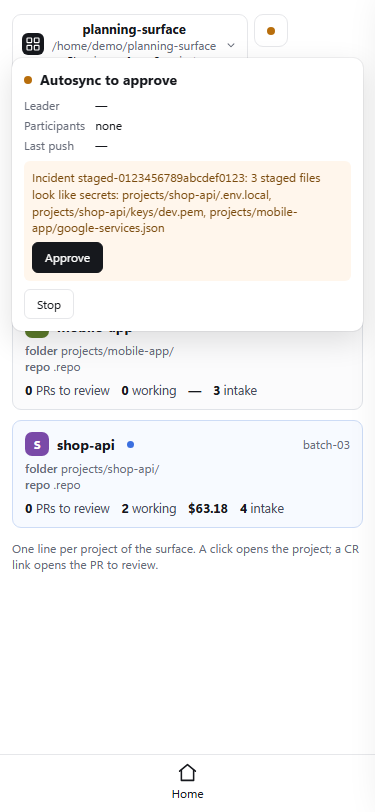 planning-surface
/home/demo/planning-surface
Autosync to approve
Leader —
Participants none
Last push —
Incident staged-0123456789abcdef0123: 3 staged files
look like secrets: projects/shop-api/.env.local,
projects/shop-api/keys/dev.pem, projects/mobile-
app/google-services.json
Approve
Stop
mobile-app
folder projects/mobile-app/
repo .repo
0 PRs to review 0 working — 3 intake
S shop-api batch-03
folder projects/shop-api/
repo .repo
0 PRs to review 2 working $63.18 4 intake
One line per project of the surface. A click opens the project; a CR
link opens the PR to review.
Home